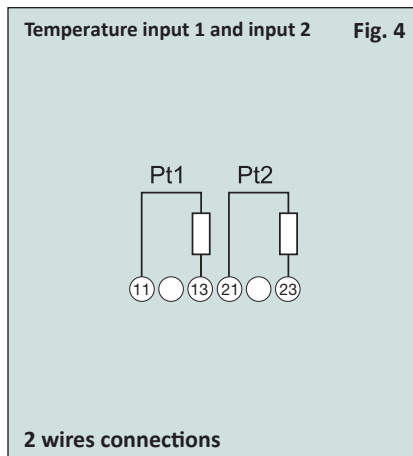 Temperature input 1 and input 2 Fig. 4
Pt1 Pt2
11 13 21 23
2 wires connections